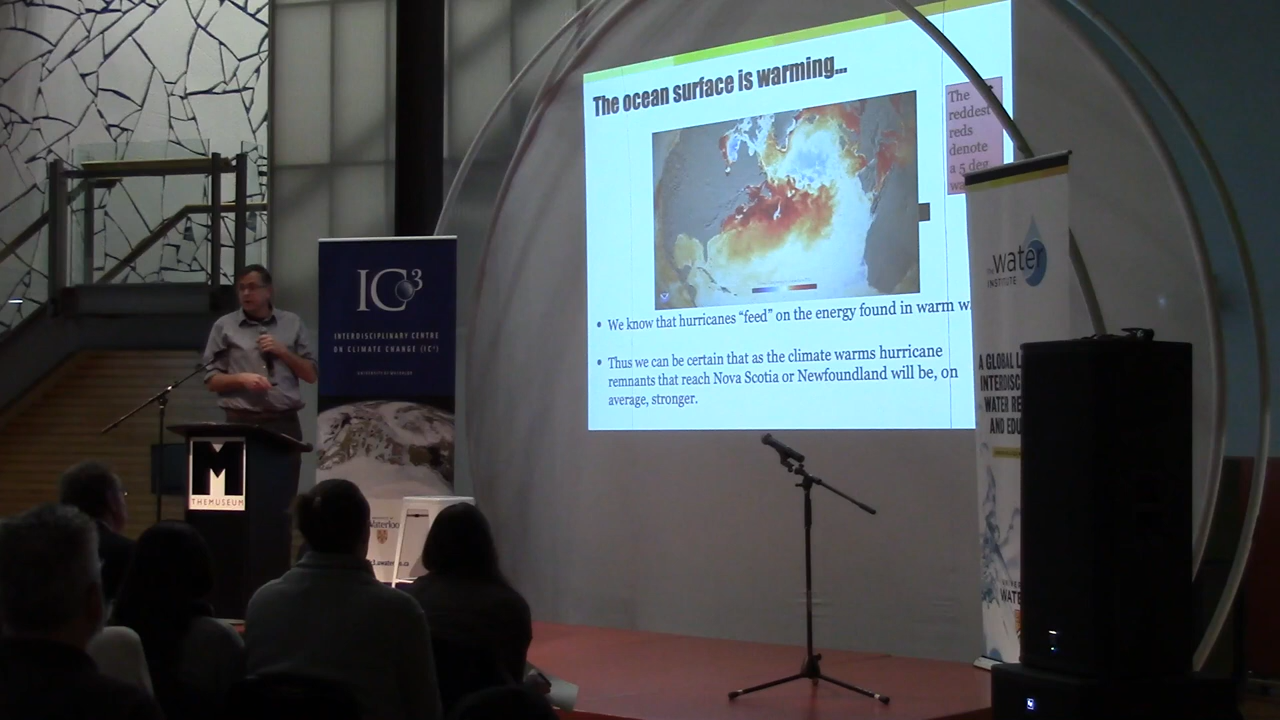 The ocean surface is warming...
The
reddest
reds
denote
a 5 deg
• We know that hurricanes “feed” on the energy found in warm w
• Thus we can be certain that as the climate warms hurricane
remnants that reach Nova Scotia or Newfoundland will be, on
average, stronger.
IC³
INTERDISCIPLINARY CENTRE
ON CLIMATE CHANGE (IC³)
UNIVERSITY OF WATERLOO
Waterloo
M
THEMUSEUM
the water
INSTITUTE
A GLOBAL L
INTERDISC
WATER RE
AND EDU
WATE